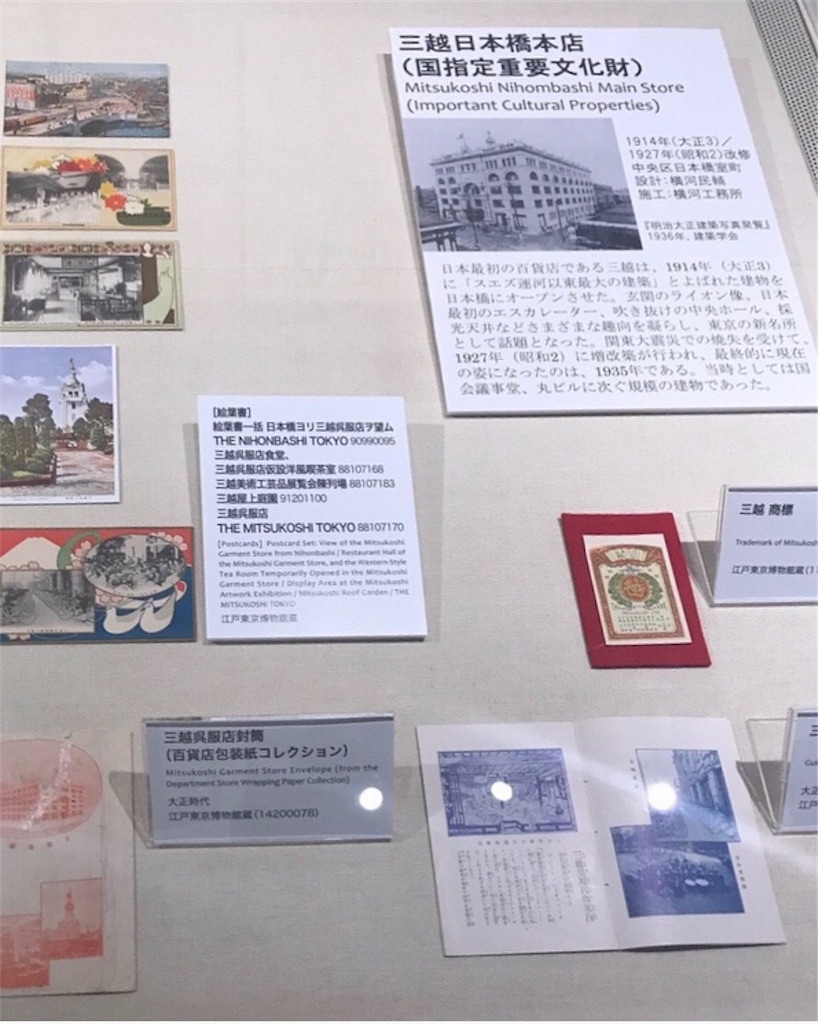 三越日本橋本店
（国指定重要文化財）
Mitsukoshi Nihombashi Main Store
(Important Cultural Properties)
1914年（大正3）／
1927年（昭和2）改修
中央区日本橋室町
設計：横河民輔
施工：横河工務所
『明治大正建築写真聚覧』
1936年、建築学会
日本最初の百貨店である三越は、1914年（大正3）
に「スエズ運河以東最大の建築」とよばれた建物を
日本橋にオープンさせた。玄関のライオン像、日本
最初のエスカレーター、吹き抜けの中央ホール、採
光天井などさまざまな趣向を凝らし、東京の新名所
として話題となった。関東大震災での焼失を受けて、
1927年（昭和2）に増改築が行われ、最終的に現在
の姿になったのは、1935年である。当時としては国
会議事堂、丸ビルに次ぐ規模の建物であった。
［絵葉書］
絵葉書一括 日本橋ヨリ三越呉服店ヲ望ム
THE NIHONBASHI TOKYO 90990095
三越呉服店食堂、
三越呉服店仮設洋風喫茶室 88107168
三越美術工芸品展覧会陳列場 88107183
三越屋上庭園 91201100
三越呉服店
THE MITSUKOSHI TOKYO 88107170
[Postcards] Postcard Set: View of the Mitsukoshi
Garment Store from Nihonbashi / Restaurant Hall of
the Mitsukoshi Garment Store, and the Western-Style
Tea Room Temporarily Opened in the Mitsukoshi
Garment Store / Display Area at the Mitsukoshi
Artwork Exhibition / Mitsukoshi Roof Garden / THE
MITSUKOSHI TOKYO
江戸東京博物館蔵
三越 商標
Trademark of Mitsukosh
江戸東京博物館蔵(1
三越呉服店封筒
（百貨店包装紙コレクション）
Mitsukoshi Garment Store Envelope (from the
Department Store Wrapping Paper Collection)
大正時代
江戸東京博物館蔵(14200078)
三
Gui
大正
江戸